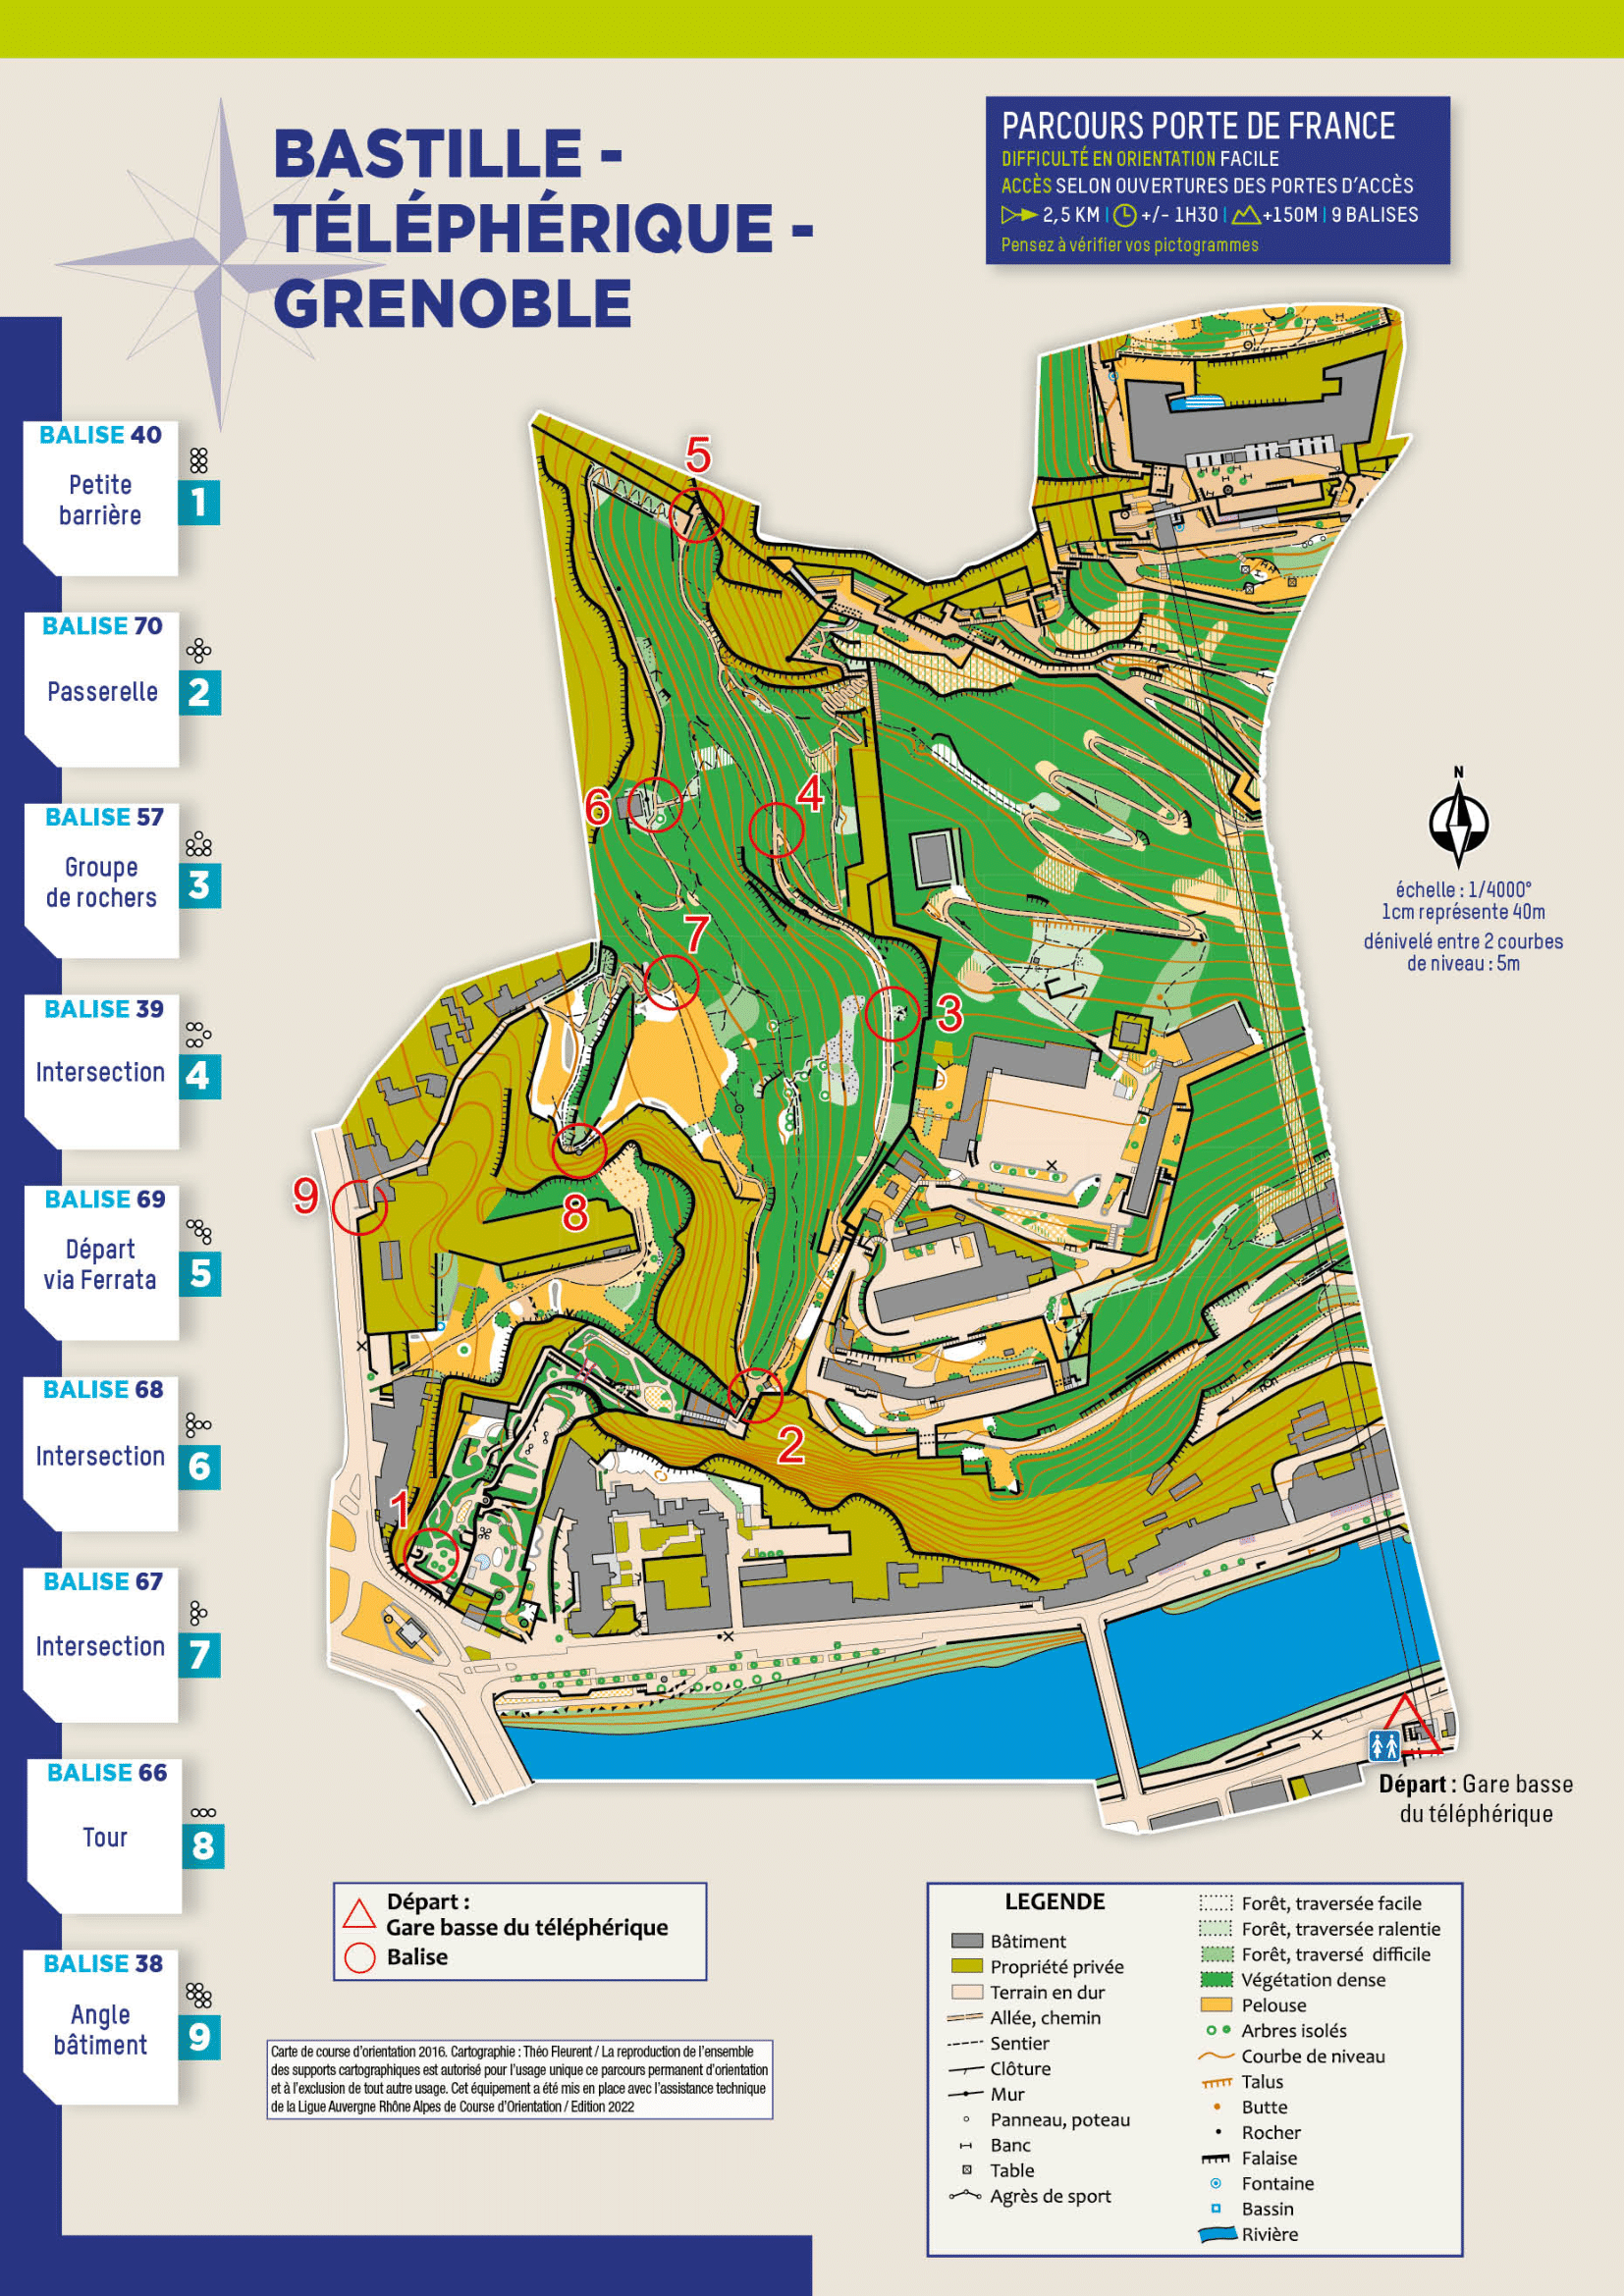 BASTILLE -
TÉLÉPHÉRIQUE -
GRENOBLE
PARCOURS PORTE DE FRANCE
DIFFICULTÉ EN ORIENTATION FACILE
ACCÈS SELON OUVERTURES DES PORTES D'ACCÈS
2,5 KM | +/- 1H30 | +150M | 9 BALISES
Pensez à vérifier vos pictogrammes
BALISE 40
Petite
barrière
1
BALISE 70
Passerelle
2
BALISE 57
Groupe
de rochers
3
BALISE 39
Intersection
4
BALISE 69
Départ
via Ferrata
5
BALISE 68
Intersection
6
BALISE 67
Intersection
7
BALISE 66
Tour
8
BALISE 38
Angle
bâtiment
9
5
6
4
7
3
9
8
2
1
N
échelle : 1/4000°
1cm représente 40m
dénivelé entre 2 courbes
de niveau : 5m
Départ : Gare basse
du téléphérique
Départ :
Gare basse du téléphérique
Balise
Carte de course d'orientation 2016. Cartographie : Théo Fleurent / La reproduction de l'ensemble
des supports cartographiques est autorisé pour l'usage unique ce parcours permanent d'orientation
et à l'exclusion de tout autre usage. Cet équipement a été mis en place avec l'assistance technique
de la Ligue Auvergne Rhône Alpes de Course d'Orientation / Edition 2022
LEGENDE
Bâtiment
Propriété privée
Terrain en dur
Allée, chemin
Sentier
Clôture
Mur
Panneau, poteau
Banc
Table
Agrès de sport
Forêt, traversée facile
Forêt, traversée ralentie
Forêt, traversé difficile
Végétation dense
Pelouse
Arbres isolés
Courbe de niveau
Talus
Butte
Rocher
Falaise
Fontaine
Bassin
Rivière